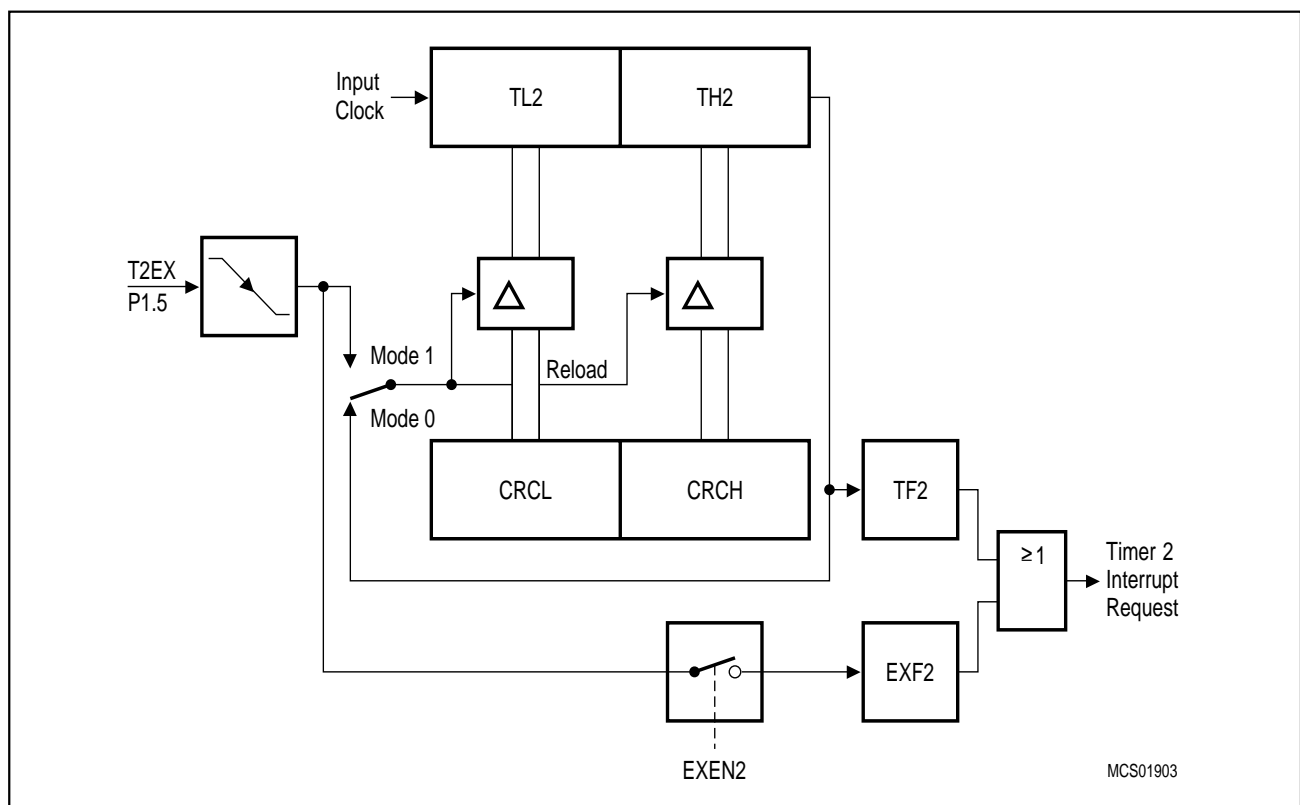 Input
Clock
TL2
TH2
T2EX
P1.5
Mode 1
Reload
Mode 0
CRCL
CRCH
TF2
≥1
Timer 2
Interrupt
Request
EXF2
EXEN2
MCS01903